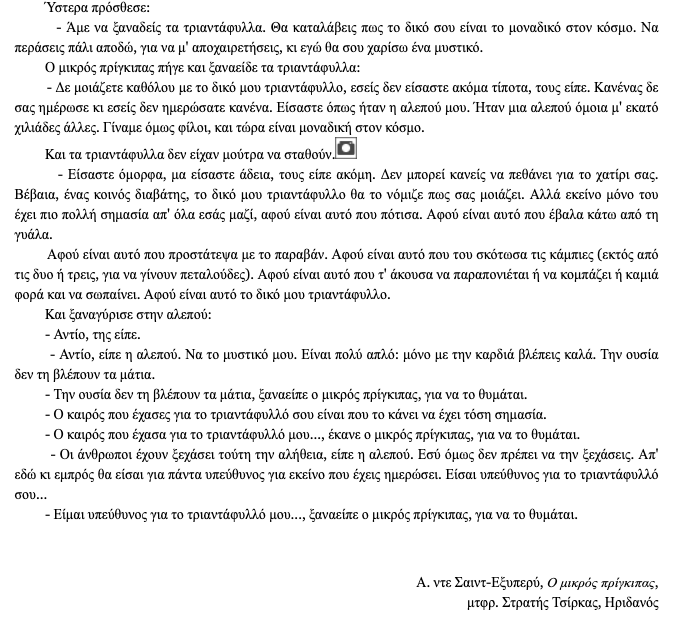 Ύστερα πρόσθεσε:
- Άμε να ξαναδείς τα τριαντάφυλλα. Θα καταλάβεις πως το δικό σου είναι το μοναδικό στον κόσμο. Να
περάσεις πάλι αποδώ, για να μ' αποχαιρετήσεις, κι εγώ θα σου χαρίσω ένα μυστικό.
Ο μικρός πρίγκιπας πήγε και ξαναείδε τα τριαντάφυλλα:
- Δε μοιάζετε καθόλου με το δικό μου τριαντάφυλλο, εσείς δεν είσαστε ακόμα τίποτα, τους είπε. Κανένας δε
σας ημέρωσε κι εσείς δεν ημερώσατε κανένα. Είσαστε όπως ήταν η αλεπού μου. Ήταν μια αλεπού όμοια μ' εκατό
χιλιάδες άλλες. Γίναμε όμως φίλοι, και τώρα είναι μοναδική στον κόσμο.
Και τα τριαντάφυλλα δεν είχαν μούτρα να σταθούν.
- Είσαστε όμορφα, μα είσαστε άδεια, τους είπε ακόμη. Δεν μπορεί κανείς να πεθάνει για το χατίρι σας.
Βέβαια, ένας κοινός διαβάτης, το δικό μου τριαντάφυλλο θα το νόμιζε πως σας μοιάζει. Αλλά εκείνο μόνο του
έχει πιο πολλή σημασία απ' όλα εσάς μαζί, αφού είναι αυτό που πότισα. Αφού είναι αυτό που έβαλα κάτω από τη
γυάλα.
Αφού είναι αυτό που προστάτεψα με το παραβάν. Αφού είναι αυτό που του σκότωσα τις κάμπιες (εκτός από
τις δυο ή τρεις, για να γίνουν πεταλούδες). Αφού είναι αυτό που τ' άκουσα να παραπονιέται ή να κομπάζει ή καμιά
φορά και να σωπαίνει. Αφού είναι αυτό το δικό μου τριαντάφυλλο.
Και ξαναγύρισε στην αλεπού:
- Αντίο, της είπε.
- Αντίο, είπε η αλεπού. Να το μυστικό μου. Είναι πολύ απλό: μόνο με την καρδιά βλέπεις καλά. Την ουσία
δεν τη βλέπουν τα μάτια.
- Την ουσία δεν τη βλέπουν τα μάτια, ξαναείπε ο μικρός πρίγκιπας, για να το θυμάται.
- Ο καιρός που έχασες για το τριαντάφυλλό σου είναι που το κάνει να έχει τόση σημασία.
- Ο καιρός που έχασα για το τριαντάφυλλό μου..., έκανε ο μικρός πρίγκιπας, για να το θυμάται.
- Οι άνθρωποι έχουν ξεχάσει τούτη την αλήθεια, είπε η αλεπού. Εσύ όμως δεν πρέπει να την ξεχάσεις. Απ'
εδώ κι εμπρός θα είσαι για πάντα υπεύθυνος για εκείνο που έχεις ημερώσει. Είσαι υπεύθυνος για το τριαντάφυλλό
σου...
- Είμαι υπεύθυνος για το τριαντάφυλλό μου..., ξαναείπε ο μικρός πρίγκιπας, για να το θυμάται.
Α. ντε Σαιντ-Εξυπερύ, Ο μικρός πρίγκιπας,
μτφρ. Στρατής Τσίρκας, Ηριδανός